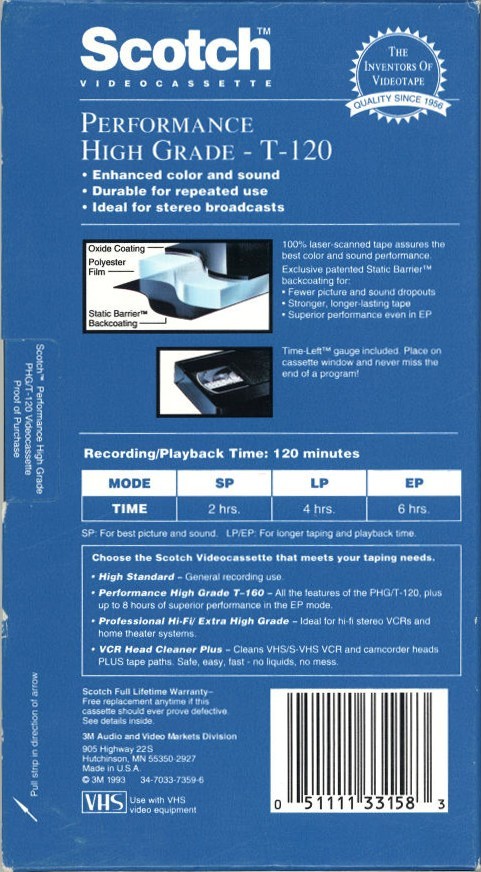 Scotch™
VIDEOCASSETTE
THE
INVENTORS OF
VIDEOTAPE
QUALITY SINCE 1956
PERFORMANCE
HIGH GRADE - T-120
• Enhanced color and sound
• Durable for repeated use
• Ideal for stereo broadcasts
Oxide Coating
Polyester
Film
Static Barrier™
Backcoating
100% laser-scanned tape assures the
best color and sound performance.
Exclusive patented Static Barrier™
backcoating for:
• Fewer picture and sound dropouts
• Stronger, longer-lasting tape
• Superior performance even in EP
Time-Left™ gauge included. Place on
cassette window and never miss the
end of a program!
Scotch™ Performance High Grade
PHG/T-120 Videocassette
Proof of Purchase
Recording/Playback Time: 120 minutes
MODE SP LP EP
TIME 2 hrs. 4 hrs. 6 hrs.
SP: For best picture and sound. LP/EP: For longer taping and playback time.
Choose the Scotch Videocassette that meets your taping needs.
• High Standard – General recording use.
• Performance High Grade T-160 – All the features of the PHG/T-120, plus
up to 8 hours of superior performance in the EP mode.
• Professional Hi-Fi/ Extra High Grade – Ideal for hi-fi stereo VCRs and
home theater systems.
• VCR Head Cleaner Plus – Cleans VHS/S-VHS VCR and camcorder heads
PLUS tape paths. Safe, easy, fast - no liquids, no mess.
Pull strip in direction of arrow
Scotch Full Lifetime Warranty–
Free replacement anytime if this
cassette should ever prove defective.
See details inside.
3M Audio and Video Markets Division
905 Highway 22S
Hutchinson, MN 55350-2927
Made in U.S.A.
© 3M 1993 34-7033-7359-6
VHS Use with VHS
video equipment
0 51111 33158 3